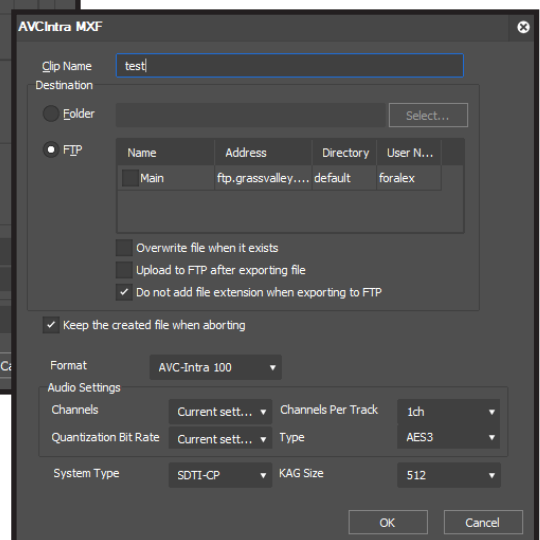 AVCIntra MXF
Clip Name test
Destination
Folder Select...
FTP
Name Address Directory User N...
Main ftp.grassvalley.... default foralex
Overwrite file when it exists
Upload to FTP after exporting file
Do not add file extension when exporting to FTP
Keep the created file when aborting
Ca
Format AVC-Intra 100
Audio Settings
Channels Current sett... Channels Per Track 1ch
Quantization Bit Rate Current sett... Type AES3
System Type SDTI-CP KAG Size 512
OK Cancel